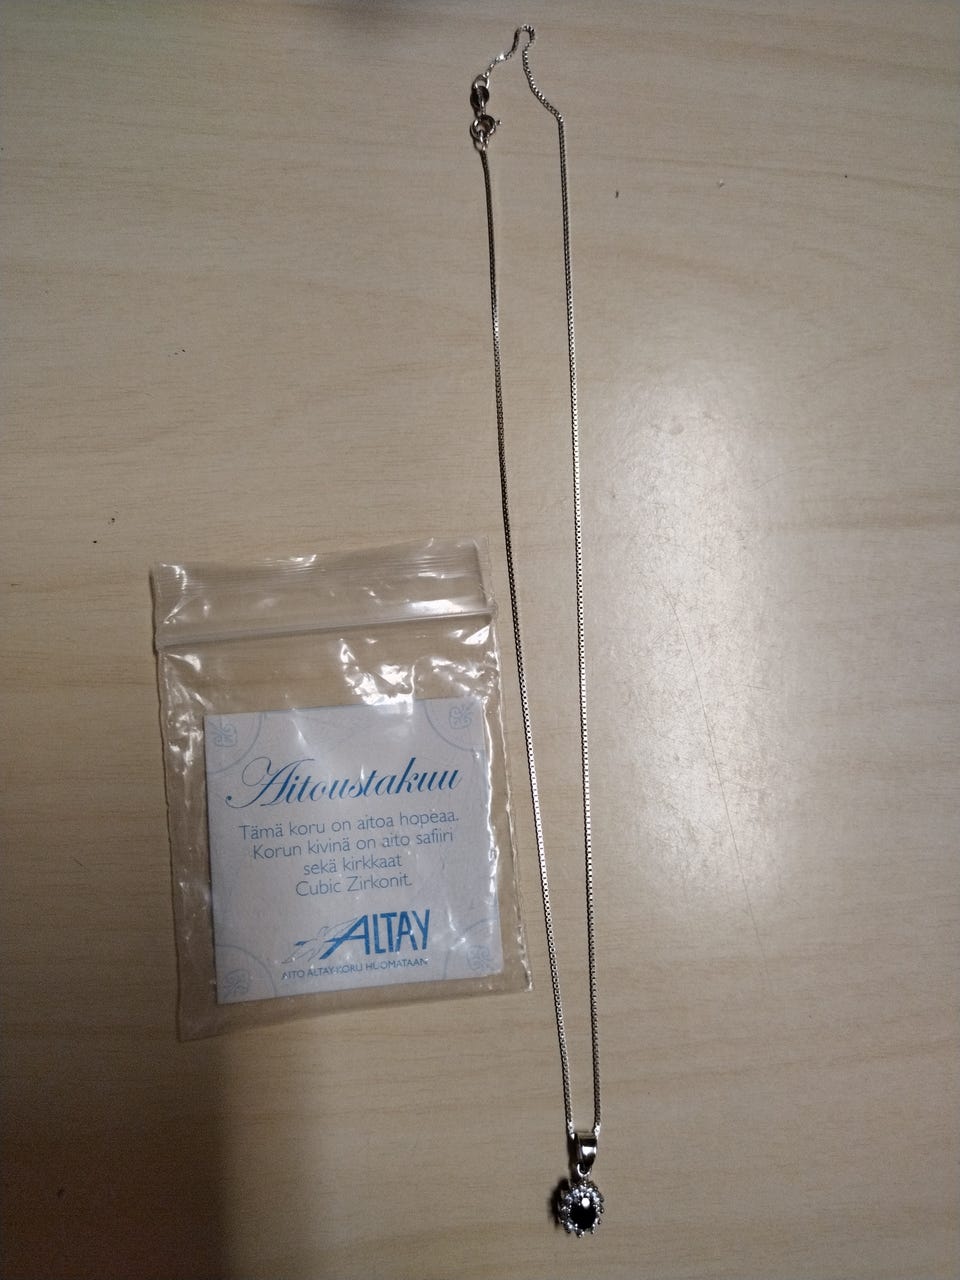 Aitoustakuu
Tämä koru on aitoa hopeaa.
Korun kivinä on aito safiiri
sekä kirkkaat
Cubic Zirkonit.
ALTAY
AITO ALTAY-KORU HUOMATAAN